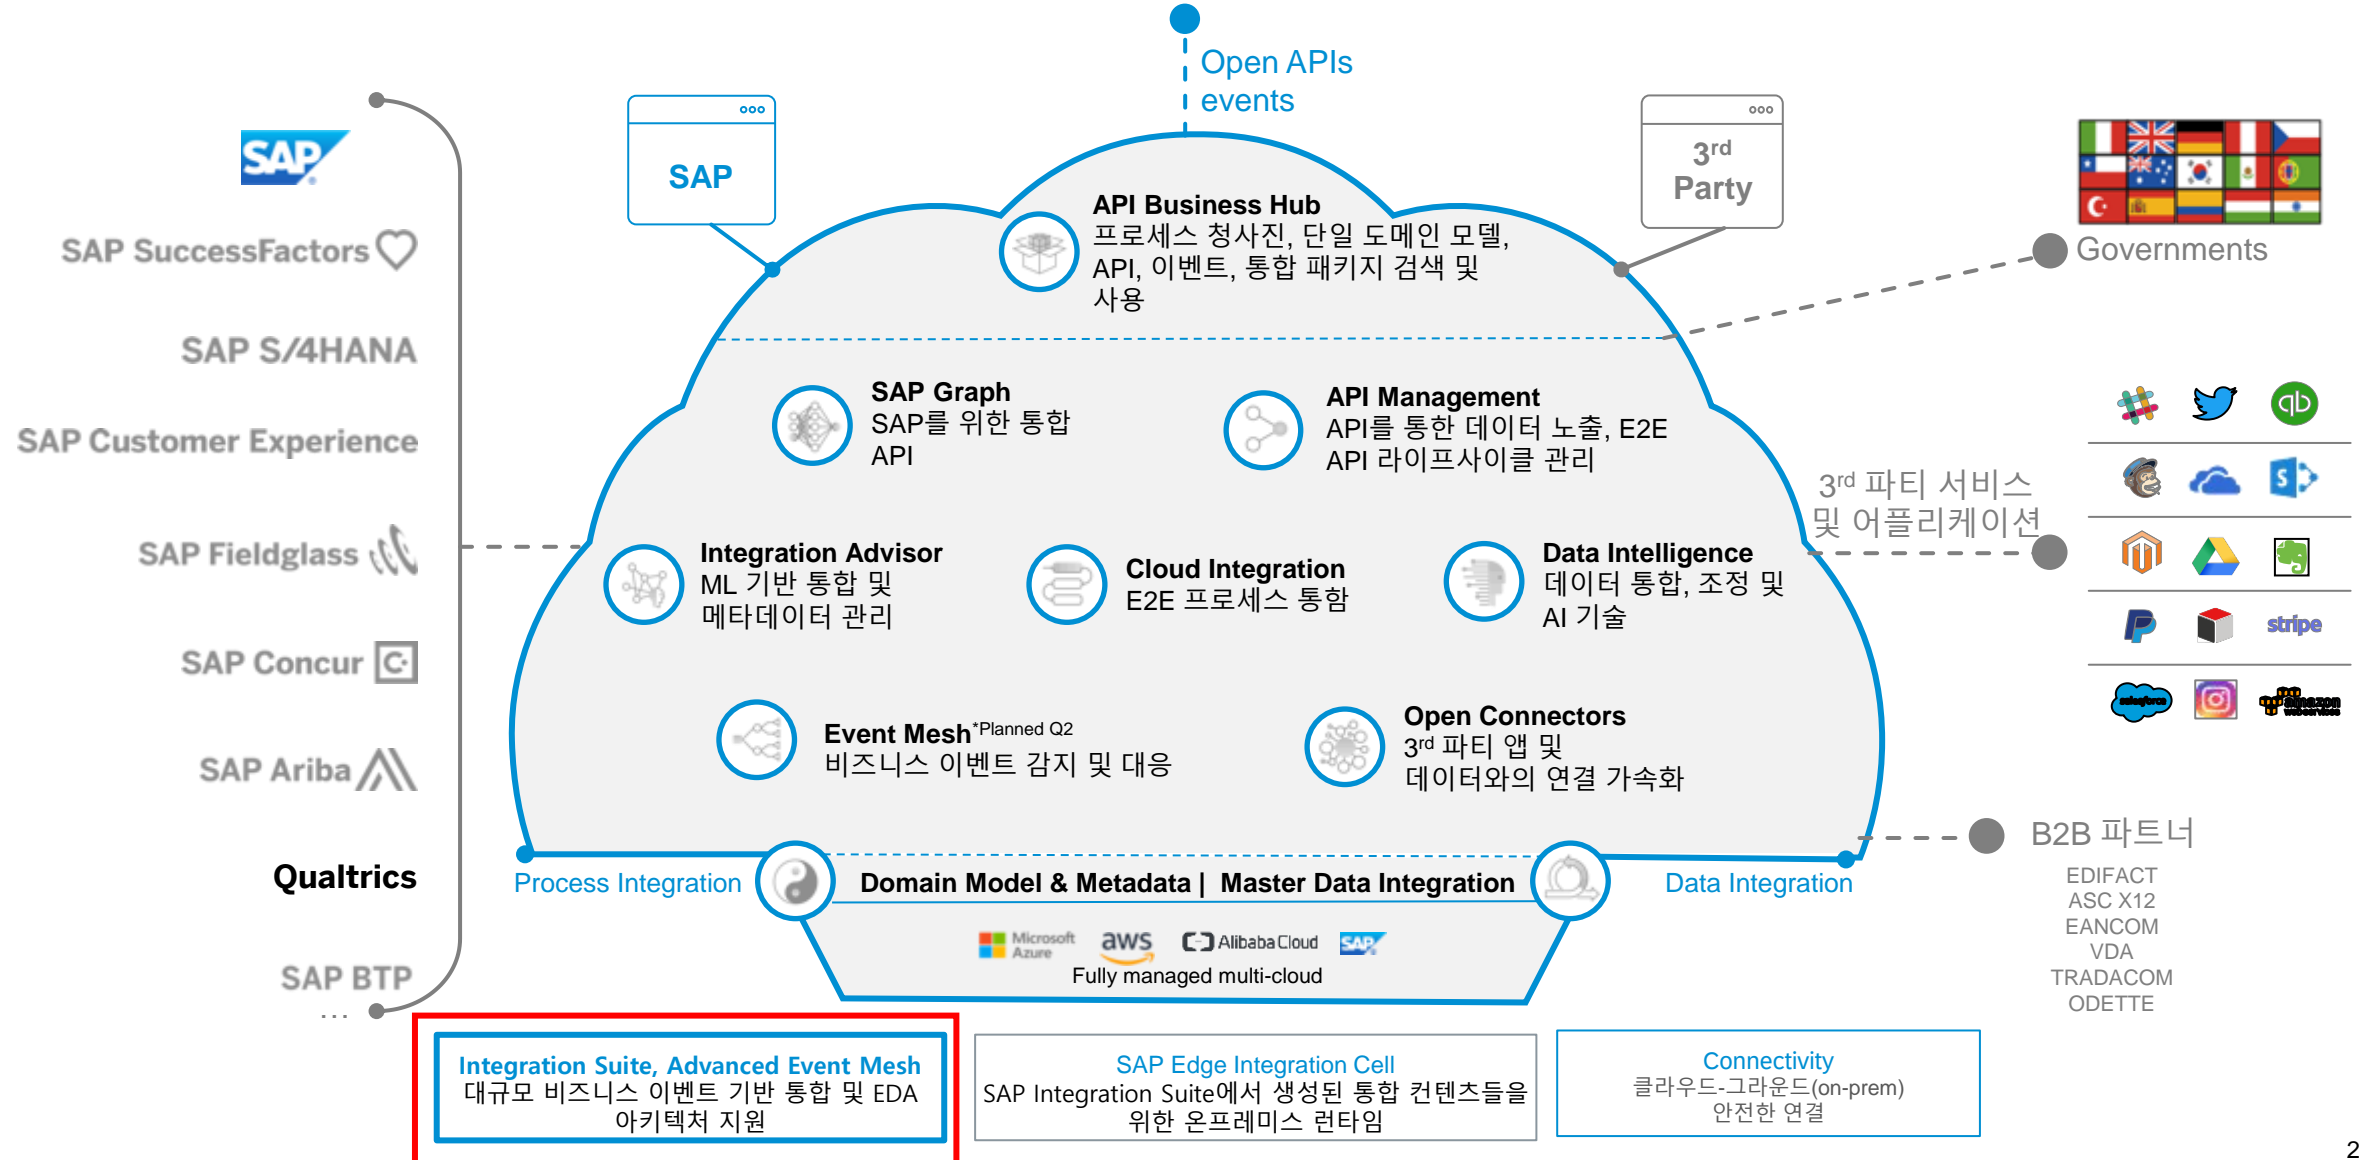 Open APIs
events
SAP
SAP SuccessFactors
SAP S/4HANA
SAP Customer Experience
SAP Fieldglass
SAP Concur
SAP Ariba
Qualtrics
SAP BTP
...
SAP
3rd
Party
API Business Hub
프로세스 청사진, 단일 도메인 모델,
API, 이벤트, 통합 패키지 검색 및
사용
SAP Graph
SAP를 위한 통합
API
API Management
API를 통한 데이터 노출, E2E
API 라이프사이클 관리
Integration Advisor
ML 기반 통합 및
메타데이터 관리
Cloud Integration
E2E 프로세스 통함
Data Intelligence
데이터 통합, 조정 및
AI 기술
Event Mesh*Planned Q2
비즈니스 이벤트 감지 및 대응
Open Connectors
3rd 파티 앱 및
데이터와의 연결 가속화
Process Integration
Domain Model & Metadata | Master Data Integration
Data Integration
Microsoft
Azure
aws
Alibaba Cloud
SAP
Fully managed multi-cloud
Governments
3rd 파티 서비스
및 어플리케이션
qb
S
stripe
salesforce
amazon
webservices
B2B 파트너
EDIFACT
ASC X12
EANCOM
VDA
TRADACOM
ODETTE
Integration Suite, Advanced Event Mesh
대규모 비즈니스 이벤트 기반 통합 및 EDA
아키텍처 지원
SAP Edge Integration Cell
SAP Integration Suite에서 생성된 통합 컨텐츠들을
위한 온프레미스 런타임
Connectivity
클라우드-그라운드(on-prem)
안전한 연결
2